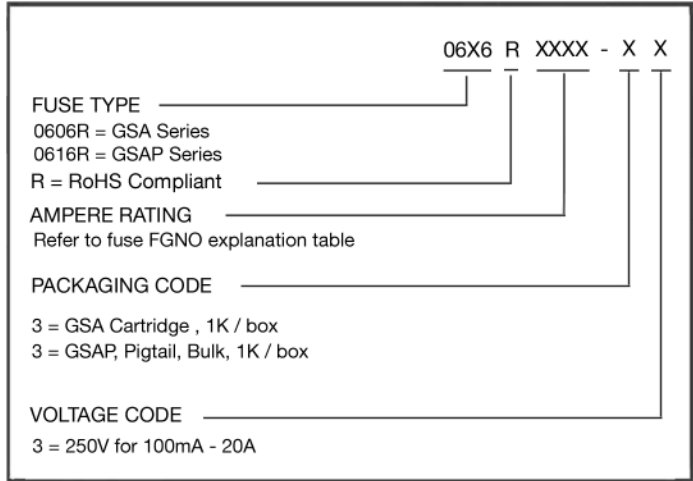 06X6 R XXXX - X X
FUSE TYPE
0606R = GSA Series
0616R = GSAP Series
R = RoHS Compliant
AMPERE RATING
Refer to fuse FGNO explanation table
PACKAGING CODE
3 = GSA Cartridge , 1K / box
3 = GSAP, Pigtail, Bulk, 1K / box
VOLTAGE CODE
3 = 250V for 100mA - 20A